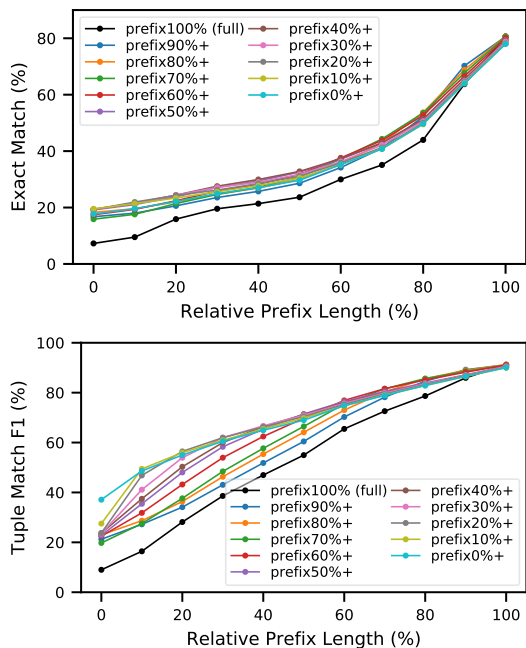 80
60
40
20
0
Exact Match (%)
prefix100% (full)
prefix90%+
prefix80%+
prefix70%+
prefix60%+
prefix50%+
prefix40%+
prefix30%+
prefix20%+
prefix10%+
prefix0%+
0 20 40 60 80 100
Relative Prefix Length (%)
100
80
60
40
20
0
Tuple Match F1 (%)
prefix100% (full)
prefix90%+
prefix80%+
prefix70%+
prefix60%+
prefix50%+
prefix40%+
prefix30%+
prefix20%+
prefix10%+
prefix0%+
0 20 40 60 80 100
Relative Prefix Length (%)